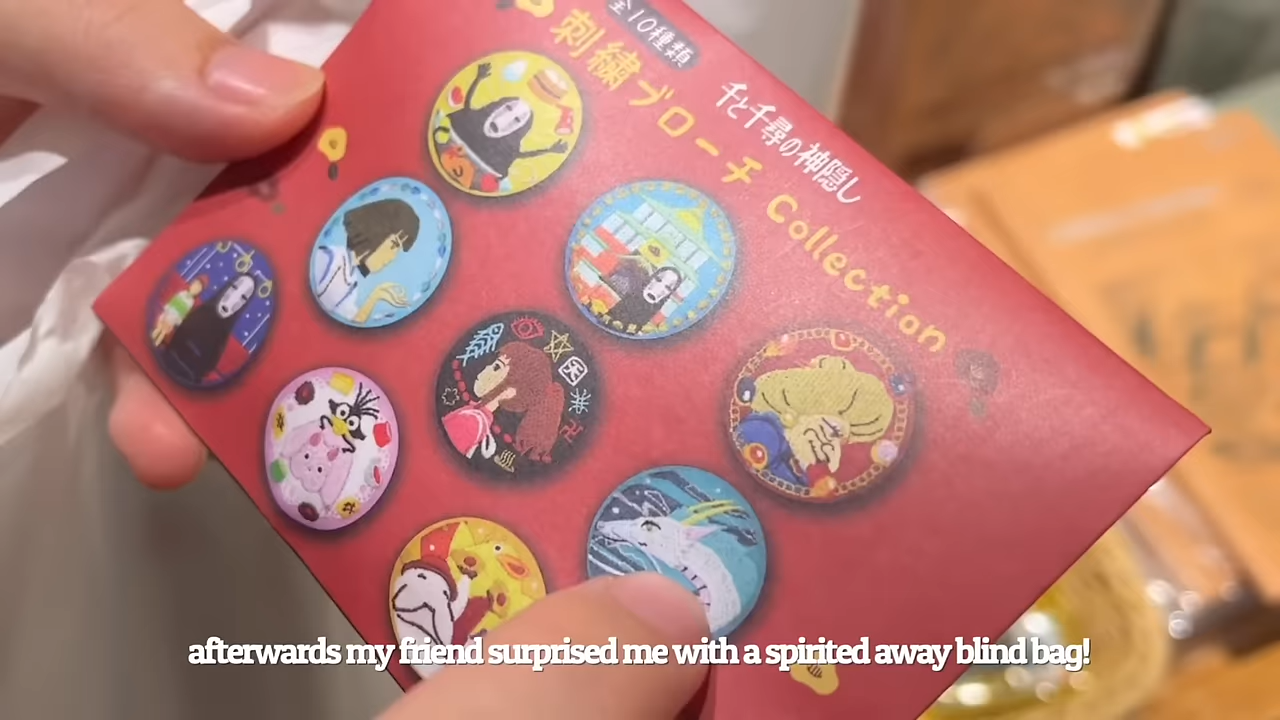 全10種類
刺繍ブローチ Collection
千と千尋の神隠し
afterwards my friend surprised me with a spirited away blind bag!